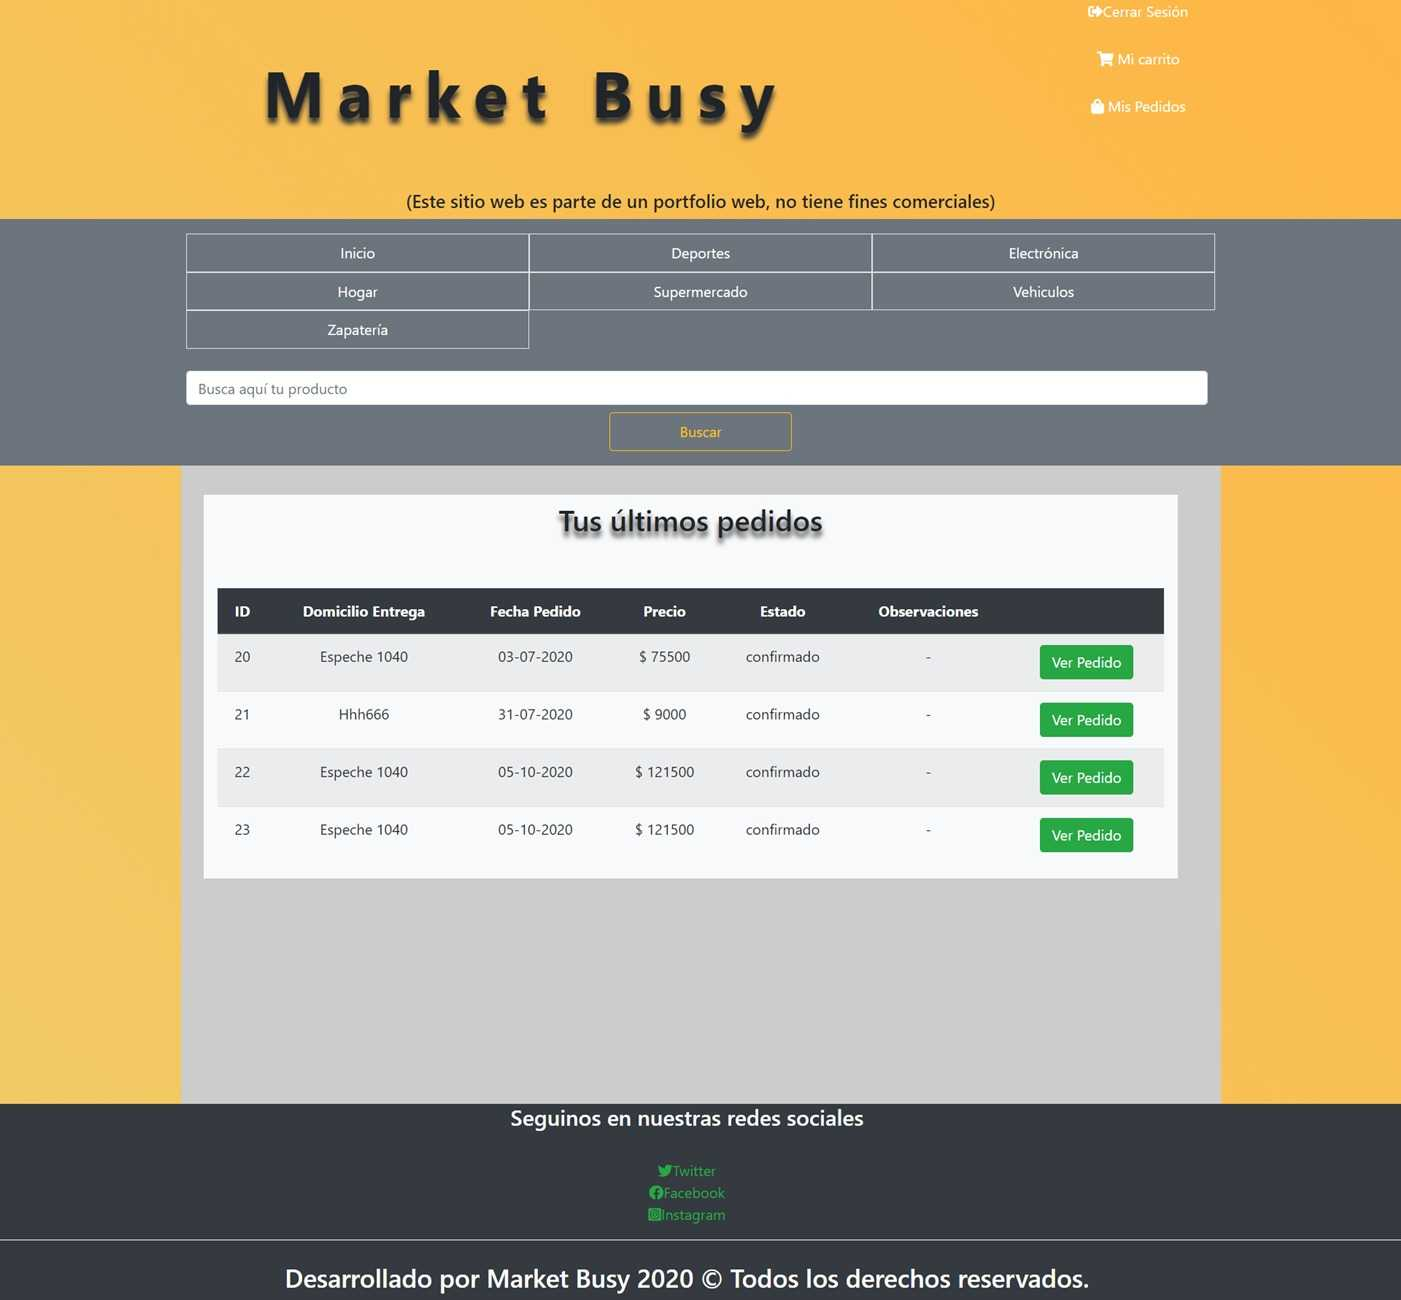 Cerrar Sesión
Mi carrito
Mis Pedidos
Market Busy
(Este sitio web es parte de un portfolio web, no tiene fines comerciales)
Inicio Deportes Electrónica
Hogar Supermercado Vehiculos
Zapatería
Busca aquí tu producto
Buscar
Tus últimos pedidos
ID Domicilio Entrega Fecha Pedido Precio Estado Observaciones
20 Espeche 1040 03-07-2020 $ 75500 confirmado - Ver Pedido
21 Hhh666 31-07-2020 $ 9000 confirmado - Ver Pedido
22 Espeche 1040 05-10-2020 $ 121500 confirmado - Ver Pedido
23 Espeche 1040 05-10-2020 $ 121500 confirmado - Ver Pedido
Seguinos en nuestras redes sociales
Twitter
Facebook
Instagram
Desarrollado por Market Busy 2020 © Todos los derechos reservados.